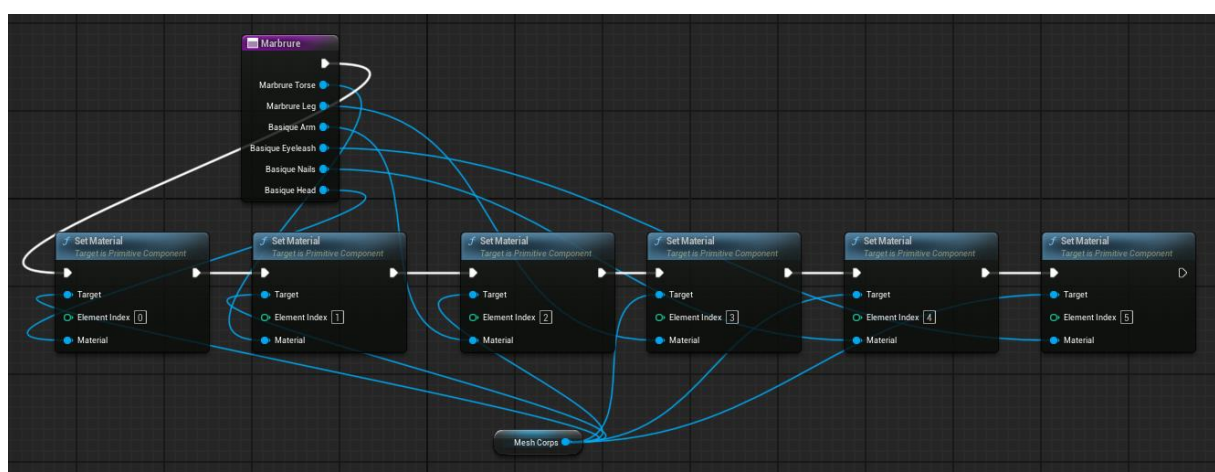 Marbrure
Marbrure Torse
Marbrure Leg
Basique Arm
Basique Eyeleash
Basique Nails
Basique Head
f Set Material
Target is Primitive Component
Target
Element Index 0
Material
f Set Material
Target is Primitive Component
Target
Element Index 1
Material
f Set Material
Target is Primitive Component
Target
Element Index 2
Material
f Set Material
Target is Primitive Component
Target
Element Index 3
Material
f Set Material
Target is Primitive Component
Target
Element Index 4
Material
f Set Material
Target is Primitive Component
Target
Element Index 5
Material
Mesh Corps